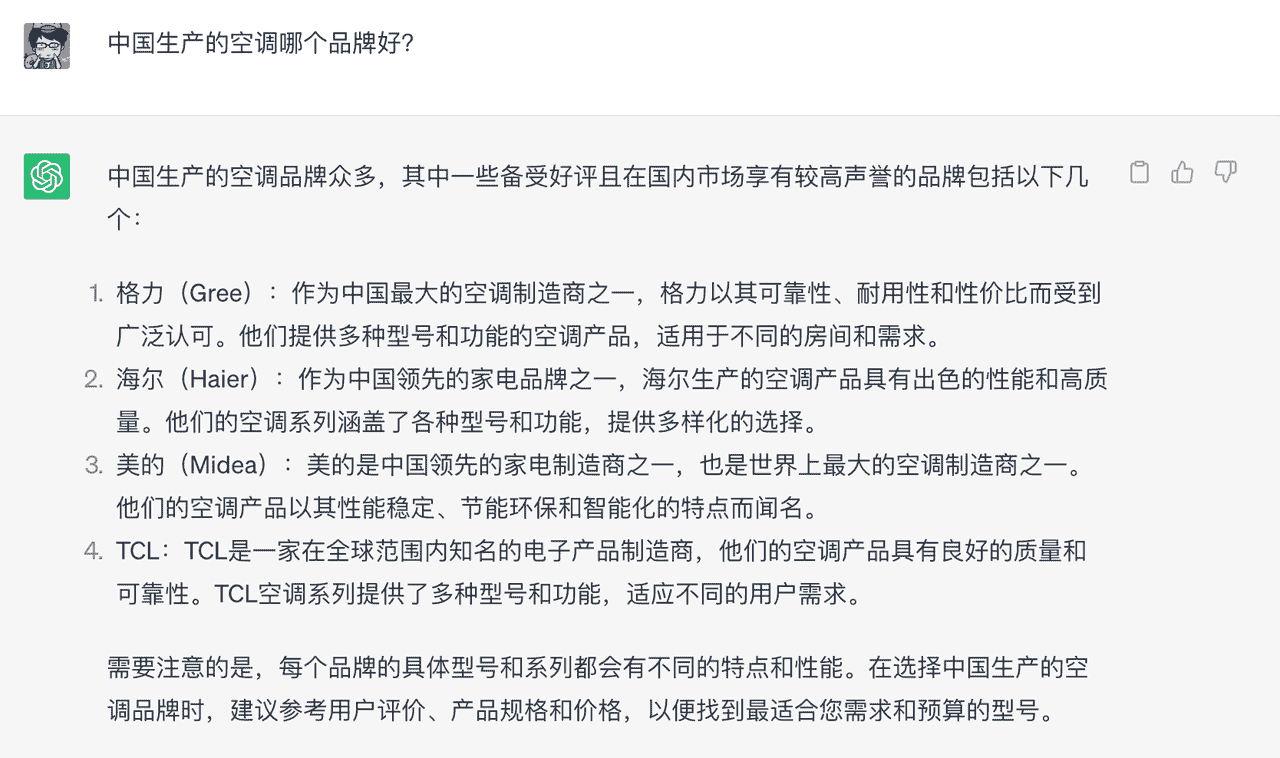 中国生产的空调哪个品牌好?
中国生产的空调品牌众多，其中一些备受好评且在国内市场享有较高声誉的品牌包括以下几
个：
1. 格力（Gree）：作为中国最大的空调制造商之一，格力以其可靠性、耐用性和性价比而受到
广泛认可。他们提供多种型号和功能的空调产品，适用于不同的房间和需求。
2. 海尔（Haier）：作为中国领先的家电品牌之一，海尔生产的空调产品具有出色的性能和高质
量。他们的空调系列涵盖了各种型号和功能，提供多样化的选择。
3. 美的（Midea）：美的是中国领先的家电制造商之一，也是世界上最大的空调制造商之一。
他们的空调产品以其性能稳定、节能环保和智能化的特点而闻名。
4. TCL：TCL是一家在全球范围内知名的电子产品制造商，他们的空调产品具有良好的质量和
可靠性。TCL空调系列提供了多种型号和功能，适应不同的用户需求。
需要注意的是，每个品牌的具体型号和系列都会有不同的特点和性能。在选择中国生产的空
调品牌时，建议参考用户评价、产品规格和价格，以便找到最适合您需求和预算的型号。